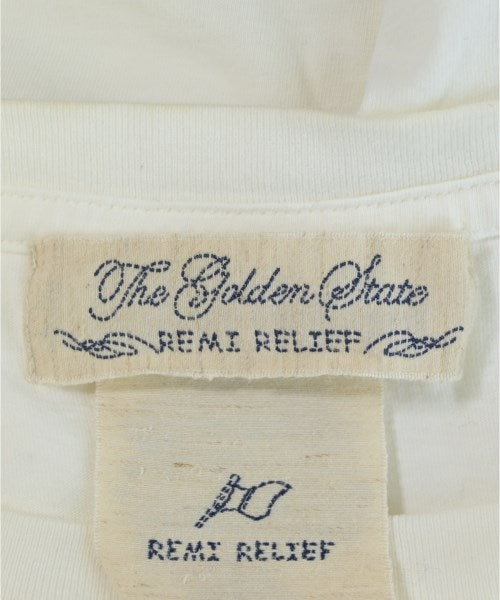 The Golden State
REMI RELIEF
REMI RELIEF